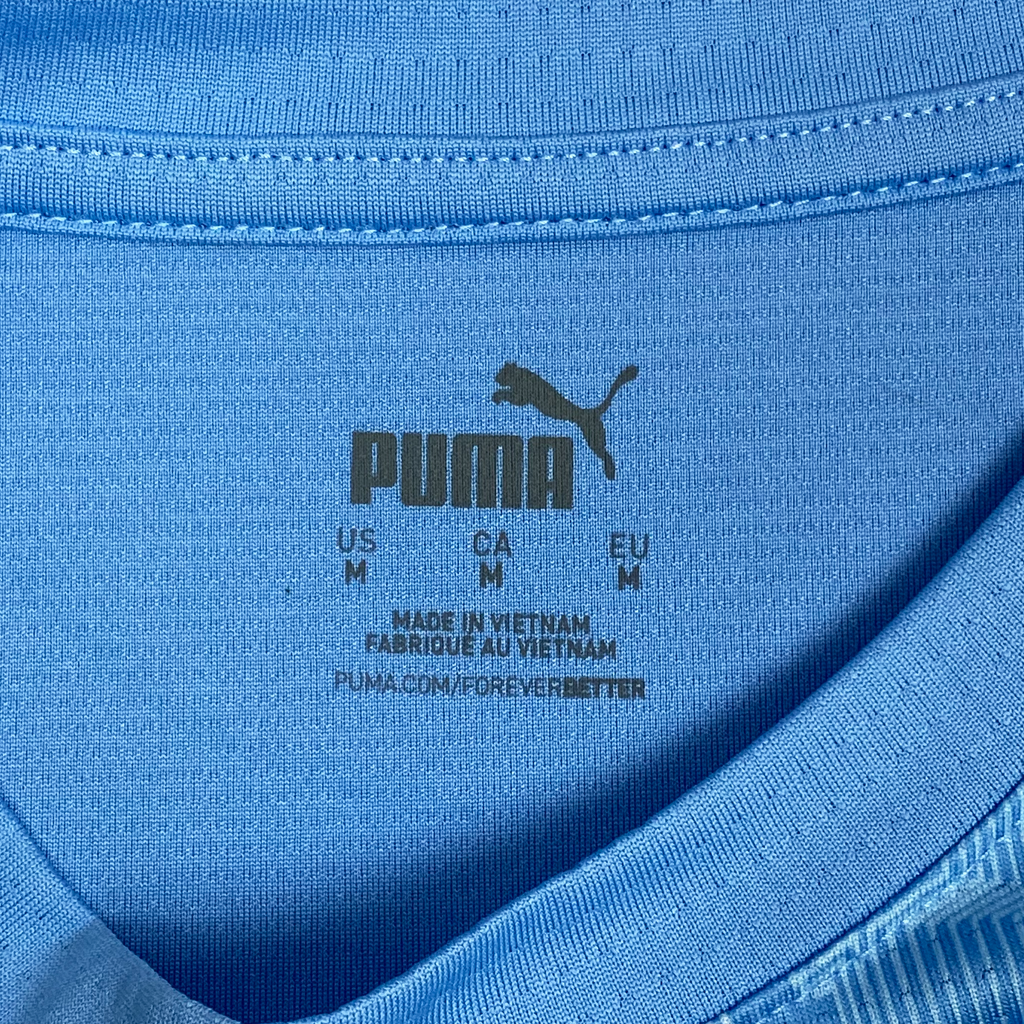 PUMA
US CA EU
M M M
MADE IN VIETNAM
FABRIQUÉ AU VIETNAM
PUMA.COM/FOREVERBETTER